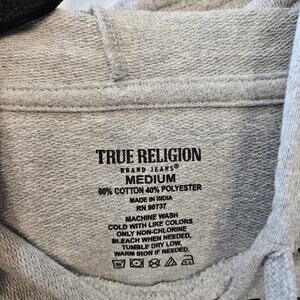 TRUE RELIGION
BRAND JEANS®
MEDIUM
60% COTTON 40% POLYESTER
MADE IN INDIA
RN 90737
MACHINE WASH
COLD WITH LIKE COLORS
ONLY NON-CHLORINE
BLEACH WHEN NEEDED,
TUMBLE DRY LOW,
WARM IRON IF NEEDED.